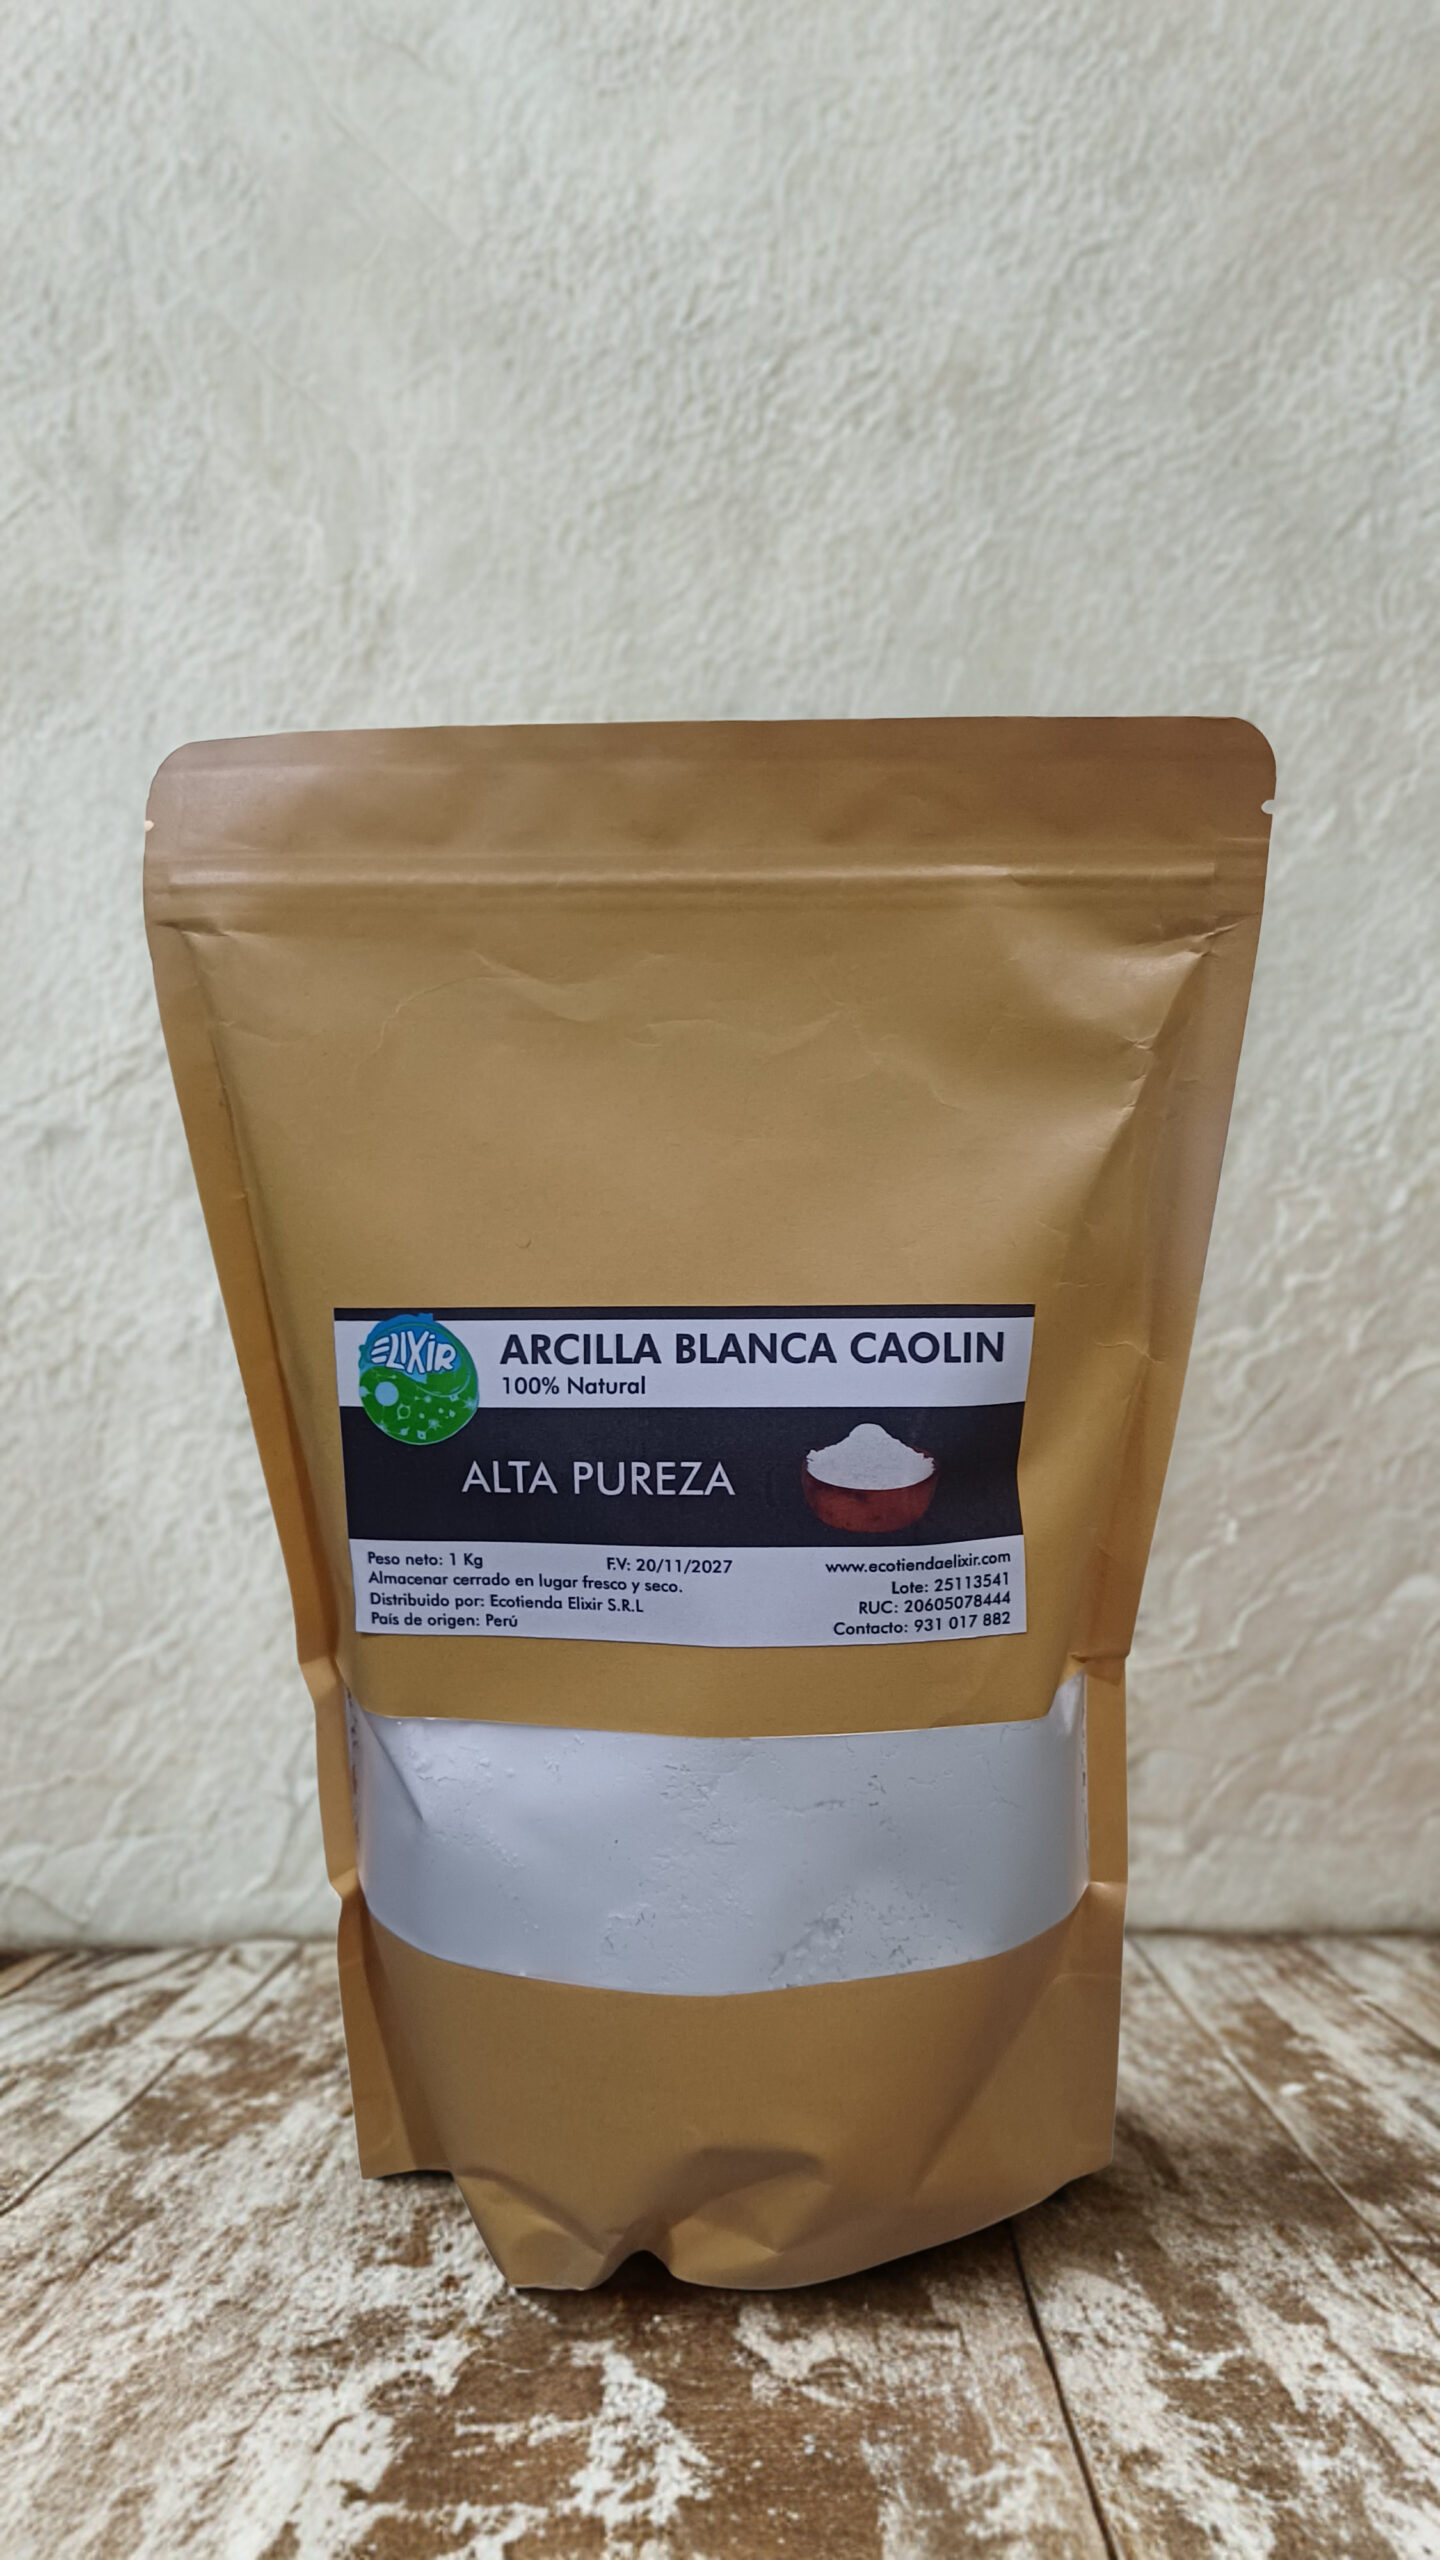 ELIXIR
ARCILLA BLANCA CAOLIN
100% Natural
ALTA PUREZA
Peso neto: 1 Kg
F.V: 20/11/2027
Almacenar cerrado en lugar fresco y seco.
Distribuido por: Ecotienda Elixir S.R.L
País de origen: Perú
www.ecotiendaelixir.com
Lote: 25113541
RUC: 20605078444
Contacto: 931 017 882